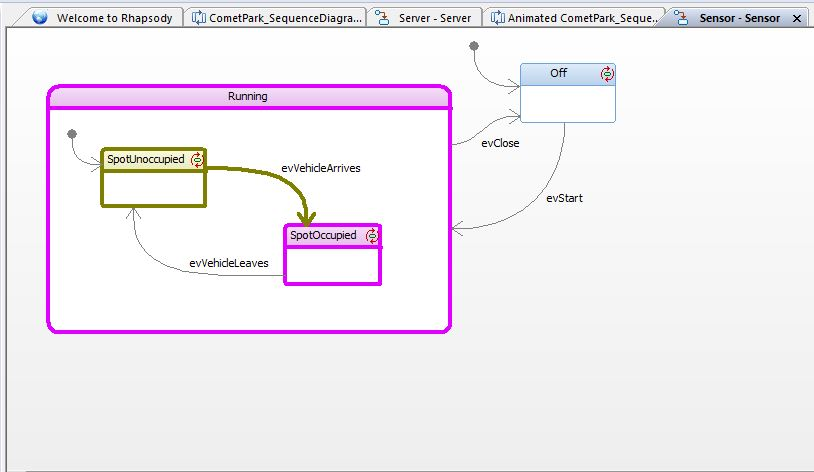 Welcome to Rhapsody
CometPark_SequenceDiagra...
Server - Server
Animated CometPark_Seque...
Sensor - Sensor
Off
Running
evClose
SpotUnoccupied
evVehicleArrives
evStart
SpotOccupied
evVehicleLeaves